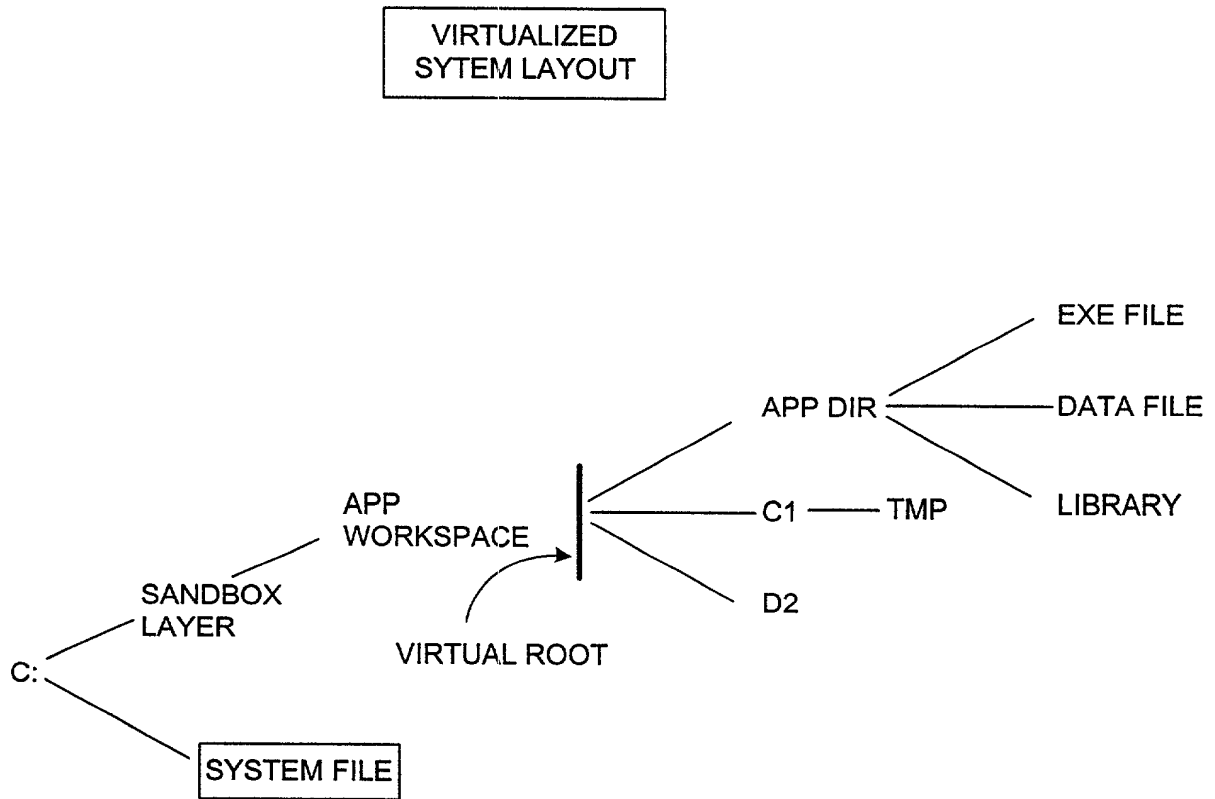 VIRTUALIZED
SYTEM LAYOUT
EXE FILE
APP DIR
DATA FILE
APP
WORKSPACE
C1
TMP
LIBRARY
SANDBOX
LAYER
D2
VIRTUAL ROOT
C:
SYSTEM FILE